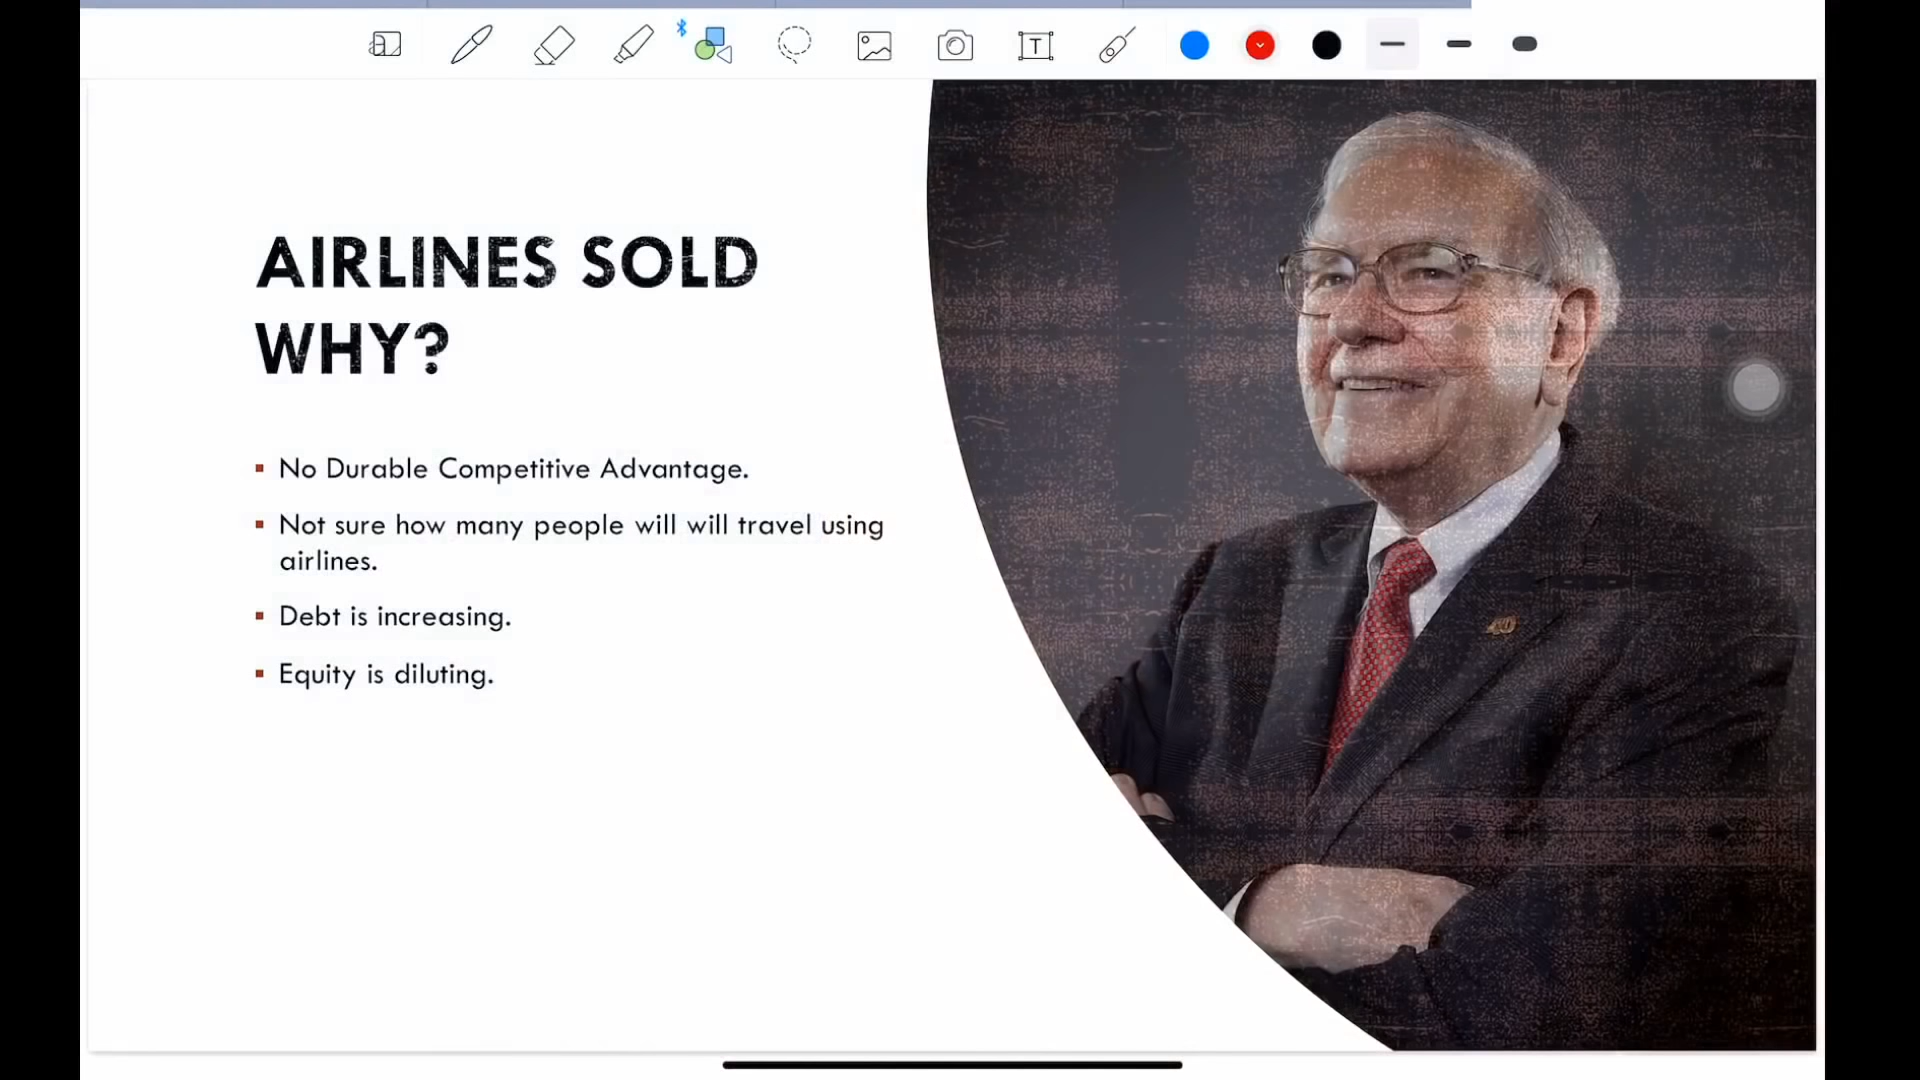 T
AIRLINES SOLD
WHY?
No Durable Competitive Advantage.
Not sure how many people will will travel using
airlines.
Debt is increasing.
Equity is diluting.